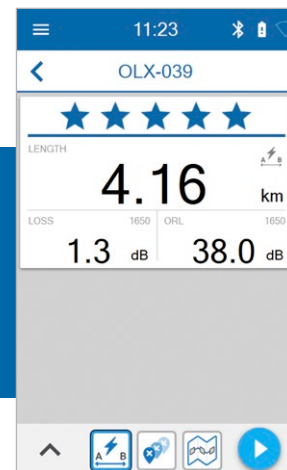 11:23
OLX-039
LENGTH
A B
4.16 km
LOSS 1650 ORL 1650
1.3 dB 38.0 dB
A B